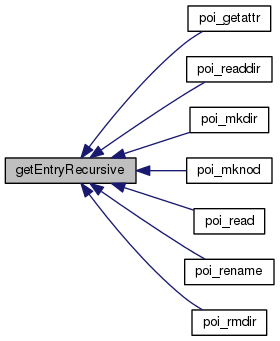 poi_getattr
poi_readdir
poi_mkdir
getEntryRecursive
poi_mknod
poi_read
poi_rename
poi_rmdir